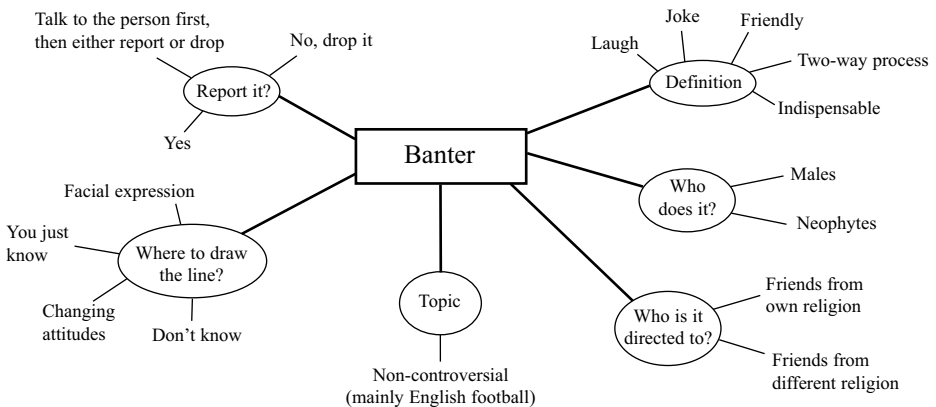 Talk to the person first,
then either report or drop
No, drop it
Report it?
Yes
Joke
Friendly
Laugh
Two-way process
Definition
Indispensable
Banter
Who
does it?
Males
Neophytes
Facial expression
You just
know
Where to draw
the line?
Changing
attitudes
Don't know
Topic
Non-controversial
(mainly English football)
Who is it
directed to?
Friends from
own religion
Friends from
different religion